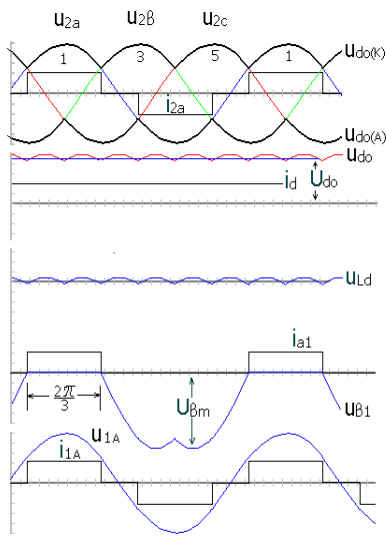 u2a u2β u2c
1 3 5 1 udo(K)
i2a
udo(A)
udo
id Udo
uLd
ia1
2π/3
Uβm uβ1
u1A
i1A